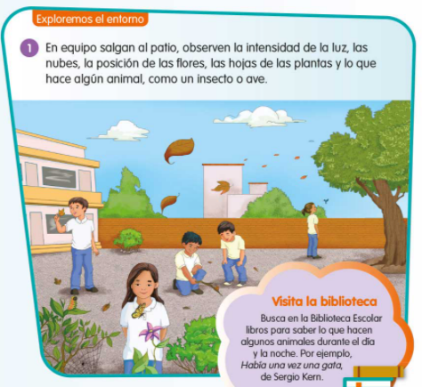 Exploremos el entorno
1 En equipo salgan al patio, observen la intensidad de la luz, las
nubes, la posición de las flores, las hojas de las plantas y lo que
hace algún animal, como un insecto o ave.
Visita la biblioteca
Busca en la Biblioteca Escolar
libros para saber lo que hacen
algunos animales durante el día
y la noche. Por ejemplo,
Había una vez una gata,
de Sergio Kern.